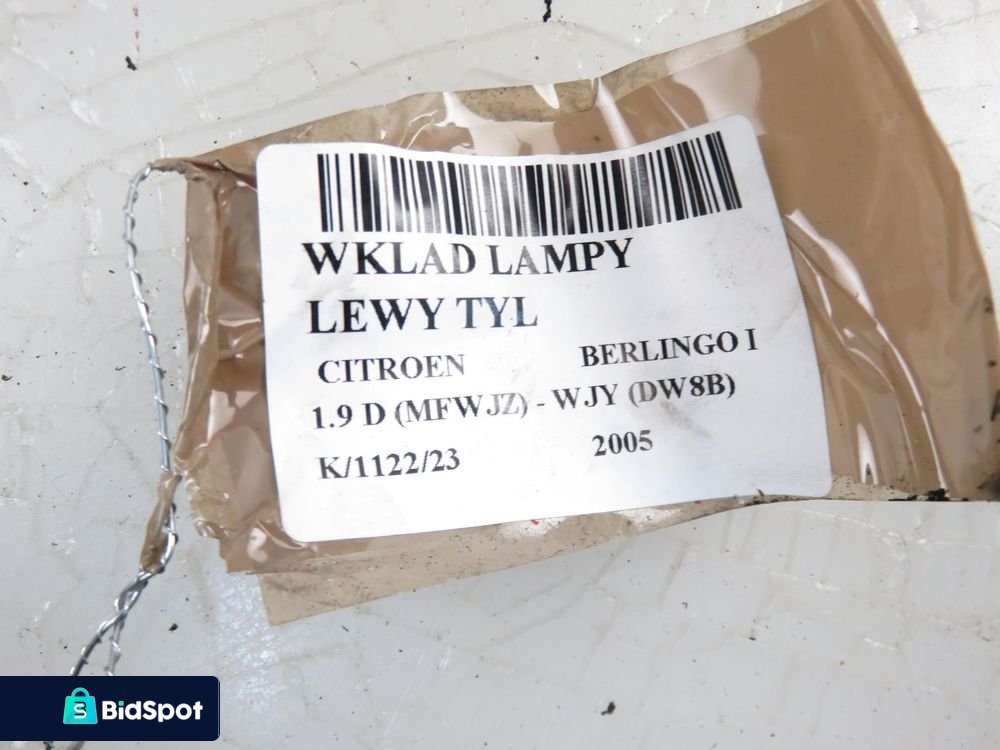 WKLAD LAMPY
LEWY TYL
CITROEN BERLINGO I
1.9 D (MFWJZ) - WJY (DW8B)
K/1122/23 2005
BidSpot